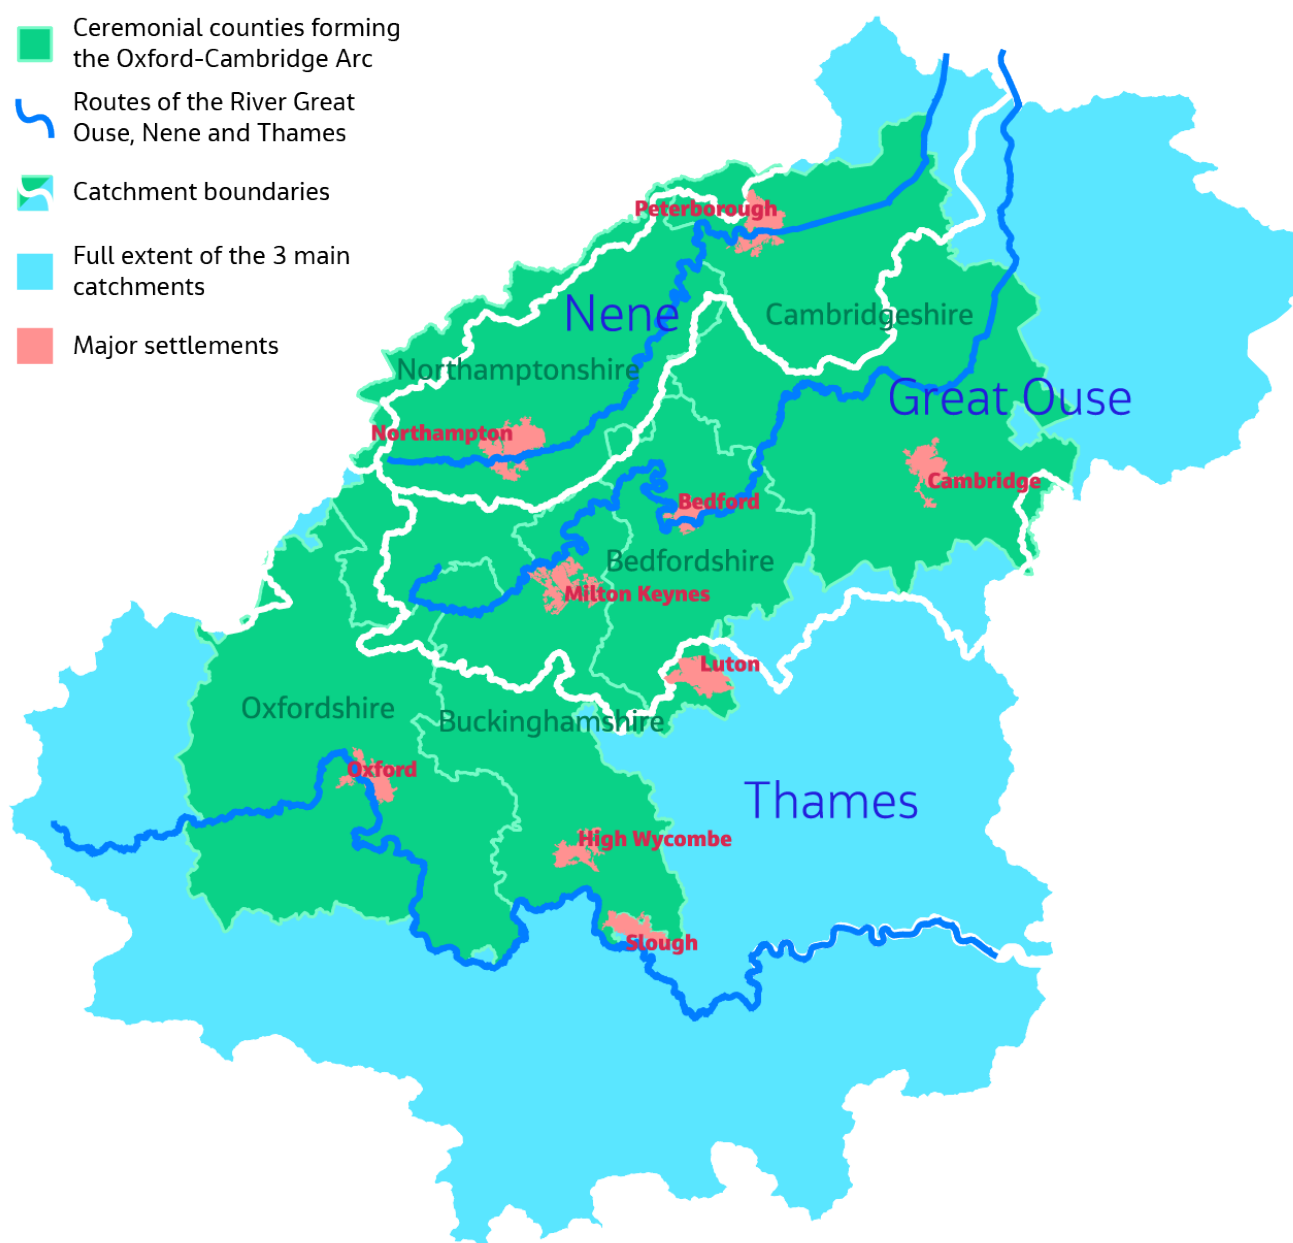 Ceremonial counties forming
the Oxford-Cambridge Arc
Routes of the River Great
Ouse, Nene and Thames
Catchment boundaries
Full extent of the 3 main
catchments
Major settlements
Peterborough
Nene
Cambridgeshire
Northamptonshire
Great Ouse
Northampton
Cambridge
Bedford
Bedfordshire
Milton Keynes
Luton
Oxfordshire
Buckinghamshire
Oxford
Thames
High Wycombe
Slough